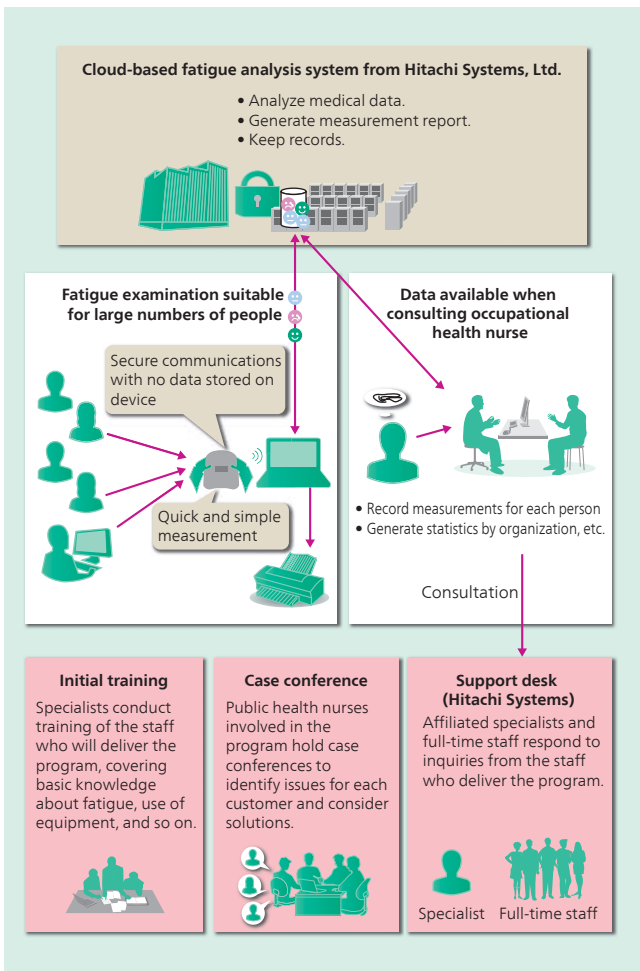 Cloud-based fatigue analysis system from Hitachi Systems, Ltd.
• Analyze medical data.
• Generate measurement report.
• Keep records.
Fatigue examination suitable
for large numbers of people
Secure communications
with no data stored on
device
Quick and simple
measurement
Data available when
consulting occupational
health nurse
• Record measurements for each person
• Generate statistics by organization, etc.
Consultation
Initial training
Specialists conduct
training of the staff
who will deliver the
program, covering
basic knowledge
about fatigue, use of
equipment, and so on.
Case conference
Public health nurses
involved in the
program hold case
conferences to
identify issues for each
customer and consider
solutions.
Support desk
(Hitachi Systems)
Affiliated specialists and
full-time staff respond to
inquiries from the staff
who deliver the program.
Specialist
Full-time staff